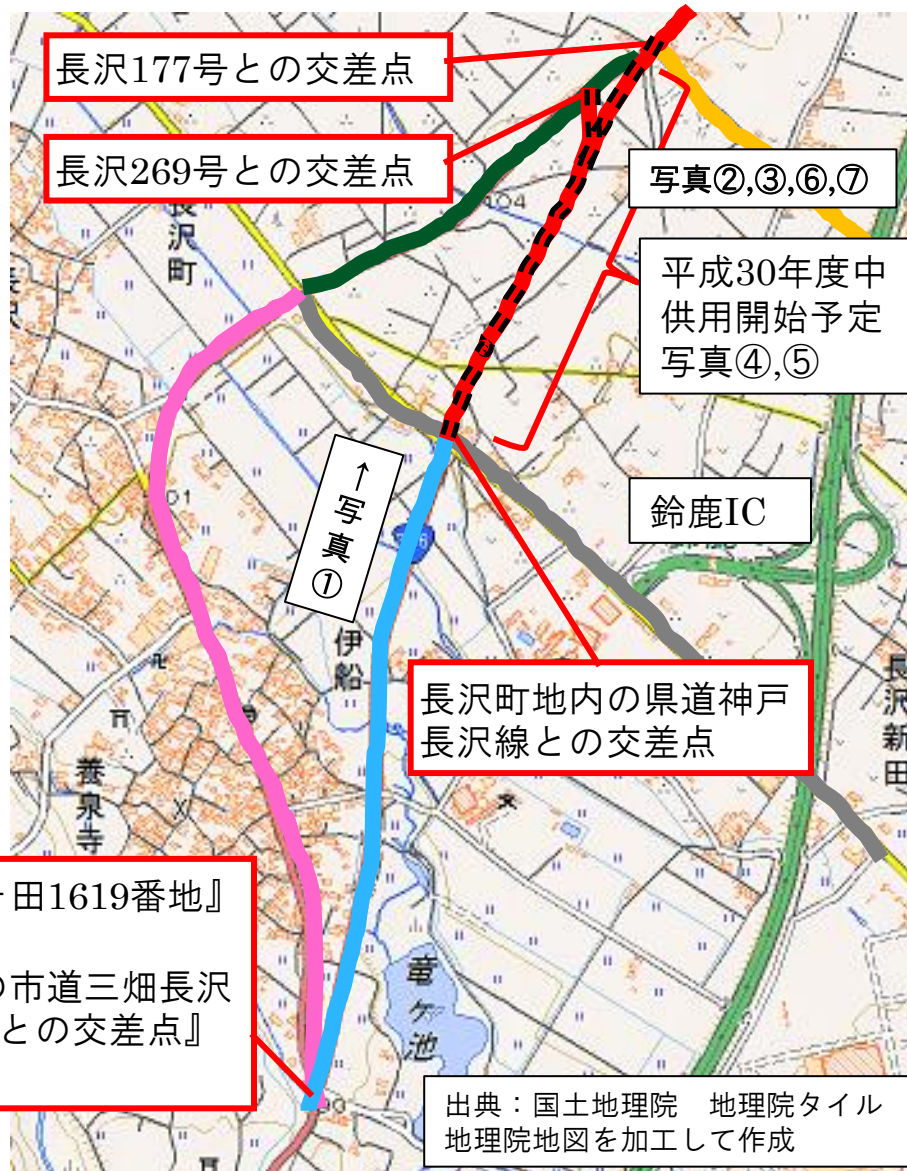 長沢177号との交差点
長沢269号との交差点
写真②,③,⑥,⑦
平成30年度中
供用開始予定
写真④,⑤
長沢町
104
↑写真①
鈴鹿IC
101
伊船
長沢町地内の県道神戸
長沢線との交差点
長沢新田
養泉寺
田1619番地』
の市道三畑長沢
との交差点』
竜ケ池
出典：国土地理院　地理院タイル
地理院地図を加工して作成